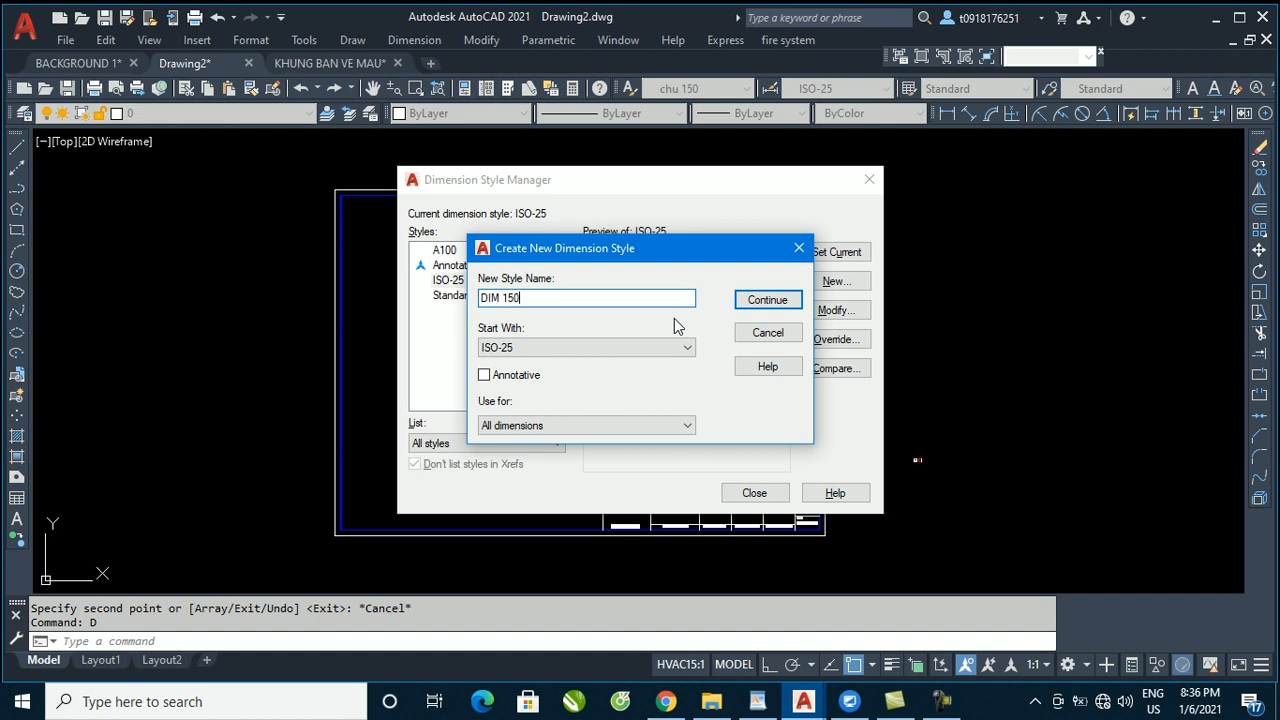 Autodesk AutoCAD 2021 Drawing2.dwg
Type a keyword or phrase
t0918176251
File Edit View Insert Format Tools Draw Dimension Modify Parametric Window Help Express fire system
BACKGROUND 1* Drawing2* KHUNG BAN VE MAU*
chu 150 ISO-25 Standard Standard
0 ByLayer ByLayer ByLayer ByColor
[−][Top][2D Wireframe]
Dimension Style Manager
Current dimension style: ISO-25
Styles:
Preview of: ISO-25
A100
Annotat
ISO-25
Standar
Set Current
New...
Modify...
Override...
Compare...
Create New Dimension Style
New Style Name:
DIM 150
Continue
Start With:
Cancel
ISO-25
Help
Annotative
Use for:
All dimensions
List:
All styles
Don't list styles in Xrefs
Close Help
Y
X
Specify second point or [Array/Exit/Undo] <Exit>: *Cancel*
Command: D
Type a command
Model Layout1 Layout2 +
HVAC15:1 MODEL 1:1
Type here to search
ENG
US
8:36 PM
1/6/2021
17